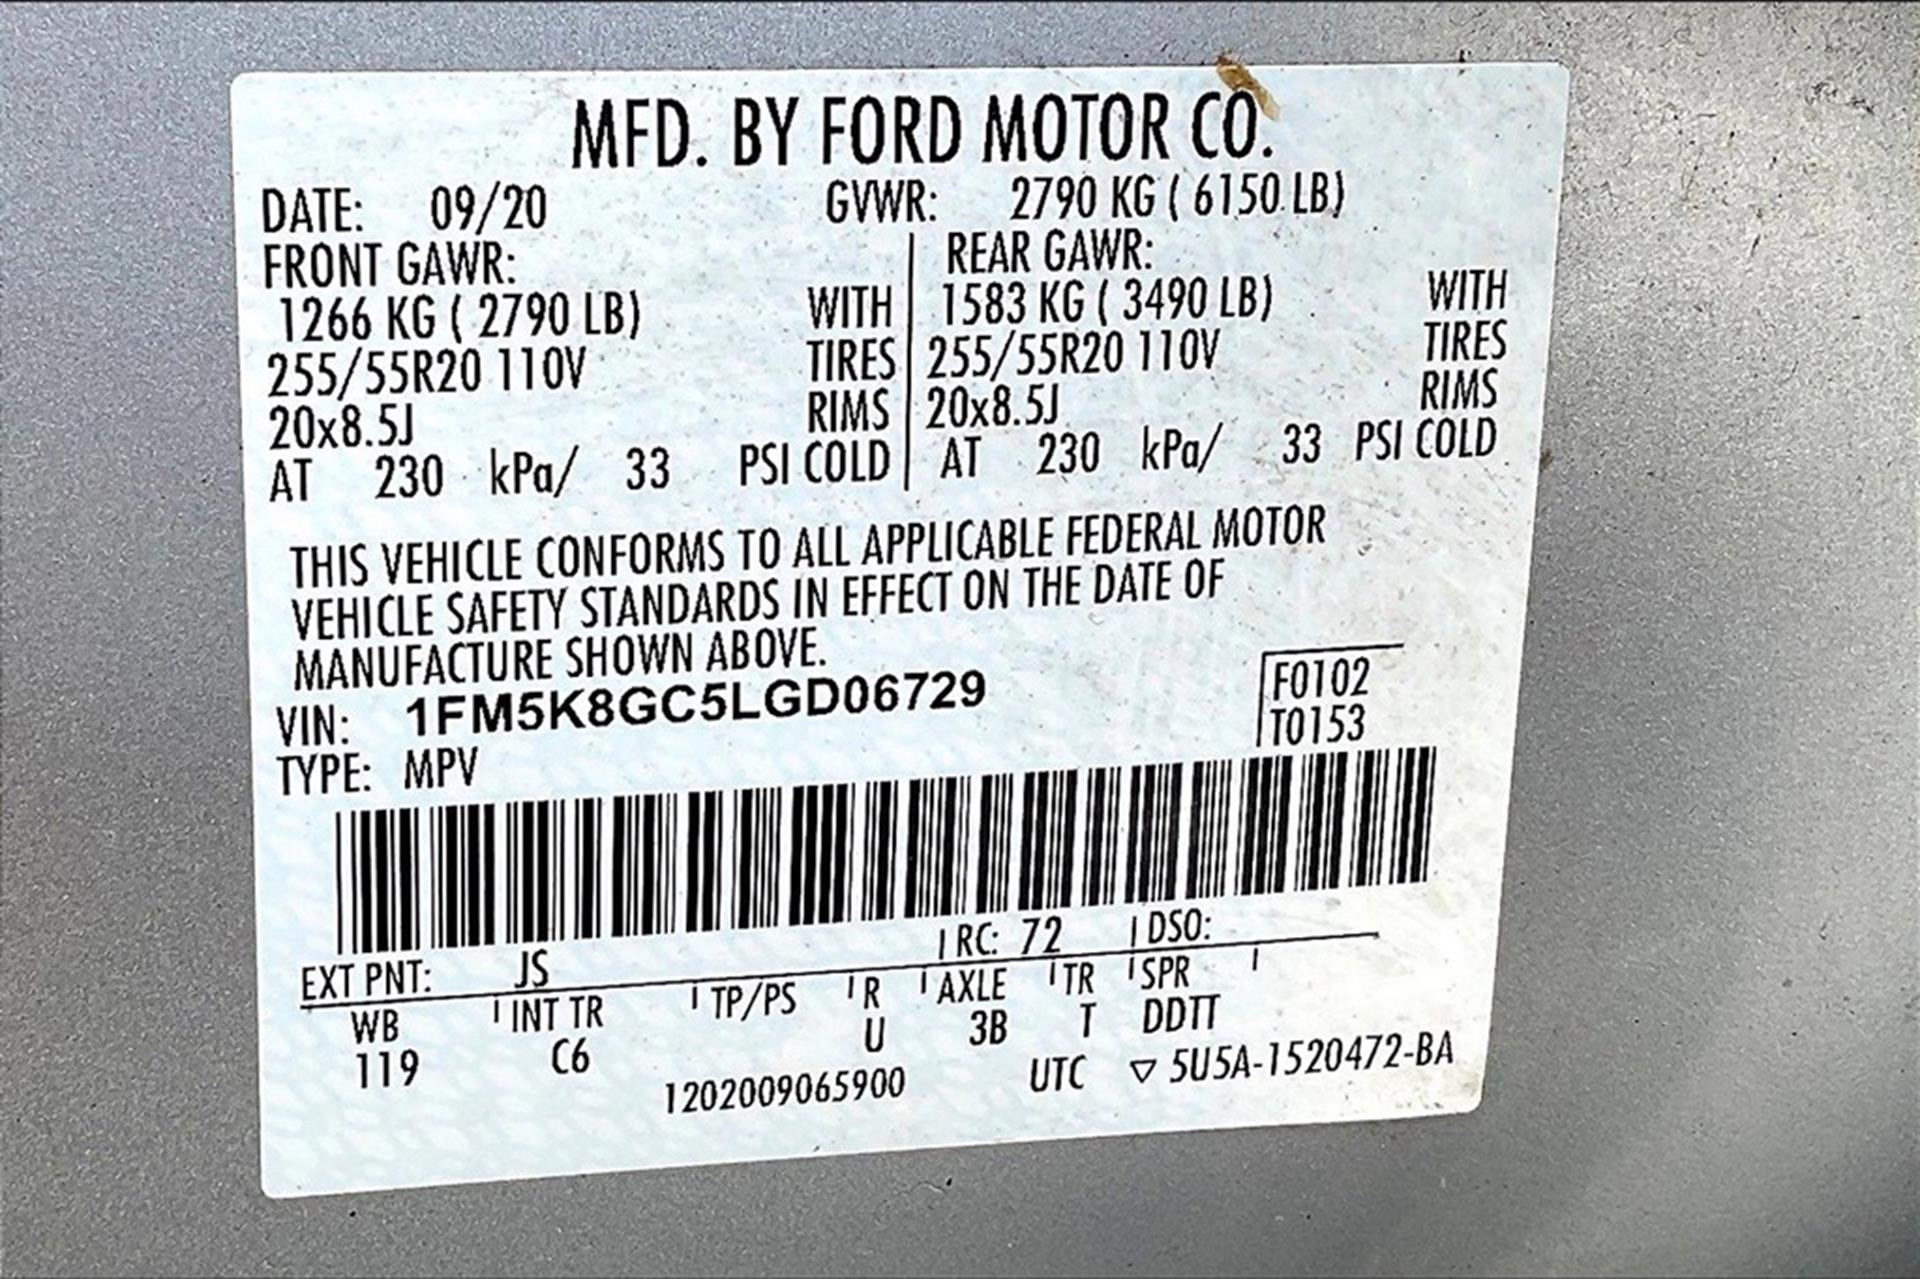 MFD. BY FORD MOTOR CO.
DATE: 09/20 GVWR: 2790 KG ( 6150 LB)
FRONT GAWR: REAR GAWR:
1266 KG ( 2790 LB) WITH 1583 KG ( 3490 LB) WITH
255/55R20 110V TIRES 255/55R20 110V TIRES
20x8.5J RIMS 20x8.5J RIMS
AT 230 kPa/ 33 PSI COLD AT 230 kPa/ 33 PSI COLD
THIS VEHICLE CONFORMS TO ALL APPLICABLE FEDERAL MOTOR
VEHICLE SAFETY STANDARDS IN EFFECT ON THE DATE OF
MANUFACTURE SHOWN ABOVE.
VIN: 1FM5K8GC5LGD06729 F0102
TYPE: MPV T0153
EXT PNT: JS RC: 72 DSO:
WB INT TR TP/PS R AXLE TR SPR
119 C6 U 3B T DDTT
1202009065900 UTC ▽ 5U5A-1520472-BA